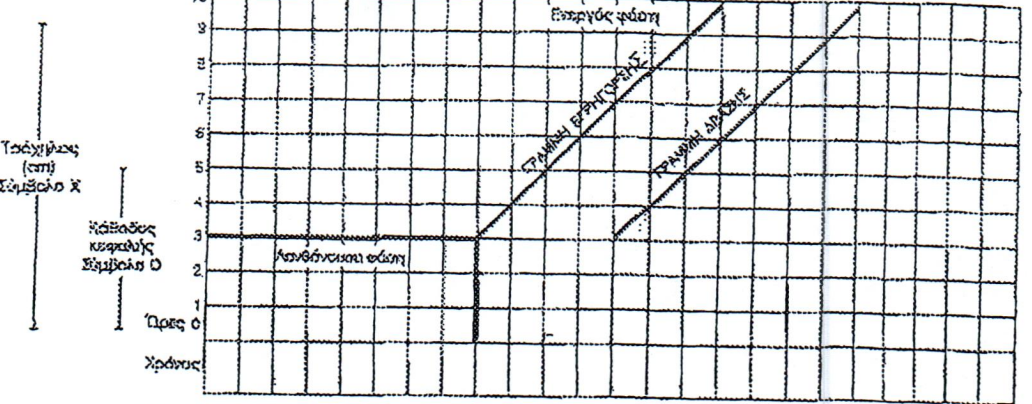 Ενεργός φάση
10
9
8
7
6
5
4
3
2
1
Τράχηλος
(cm)
Σύμβολο X
Κάθοδος
κεφαλής
Σύμβολο O
ΓΡΑΜΜΗ ΕΓΡΗΓΟΡΣΗΣ
ΓΡΑΜΜΗ ΔΡΑΣΗΣ
Λανθάνουσα φάση
Ώρες 0
Χρόνος